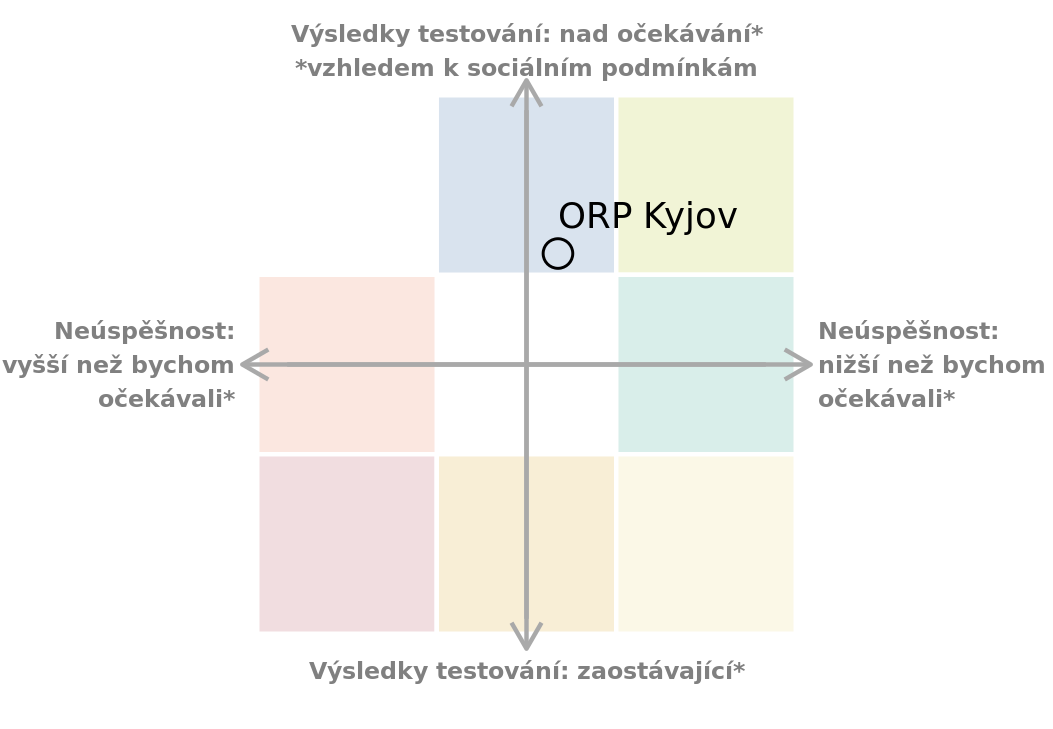 Výsledky testování: nad očekávání*
*vzhledem k sociálním podmínkám
ORP Kyjov
Neúspěšnost:
vyšší než bychom
očekávali*
Neúspěšnost:
nižší než bychom
očekávali*
Výsledky testování: zaostávající*